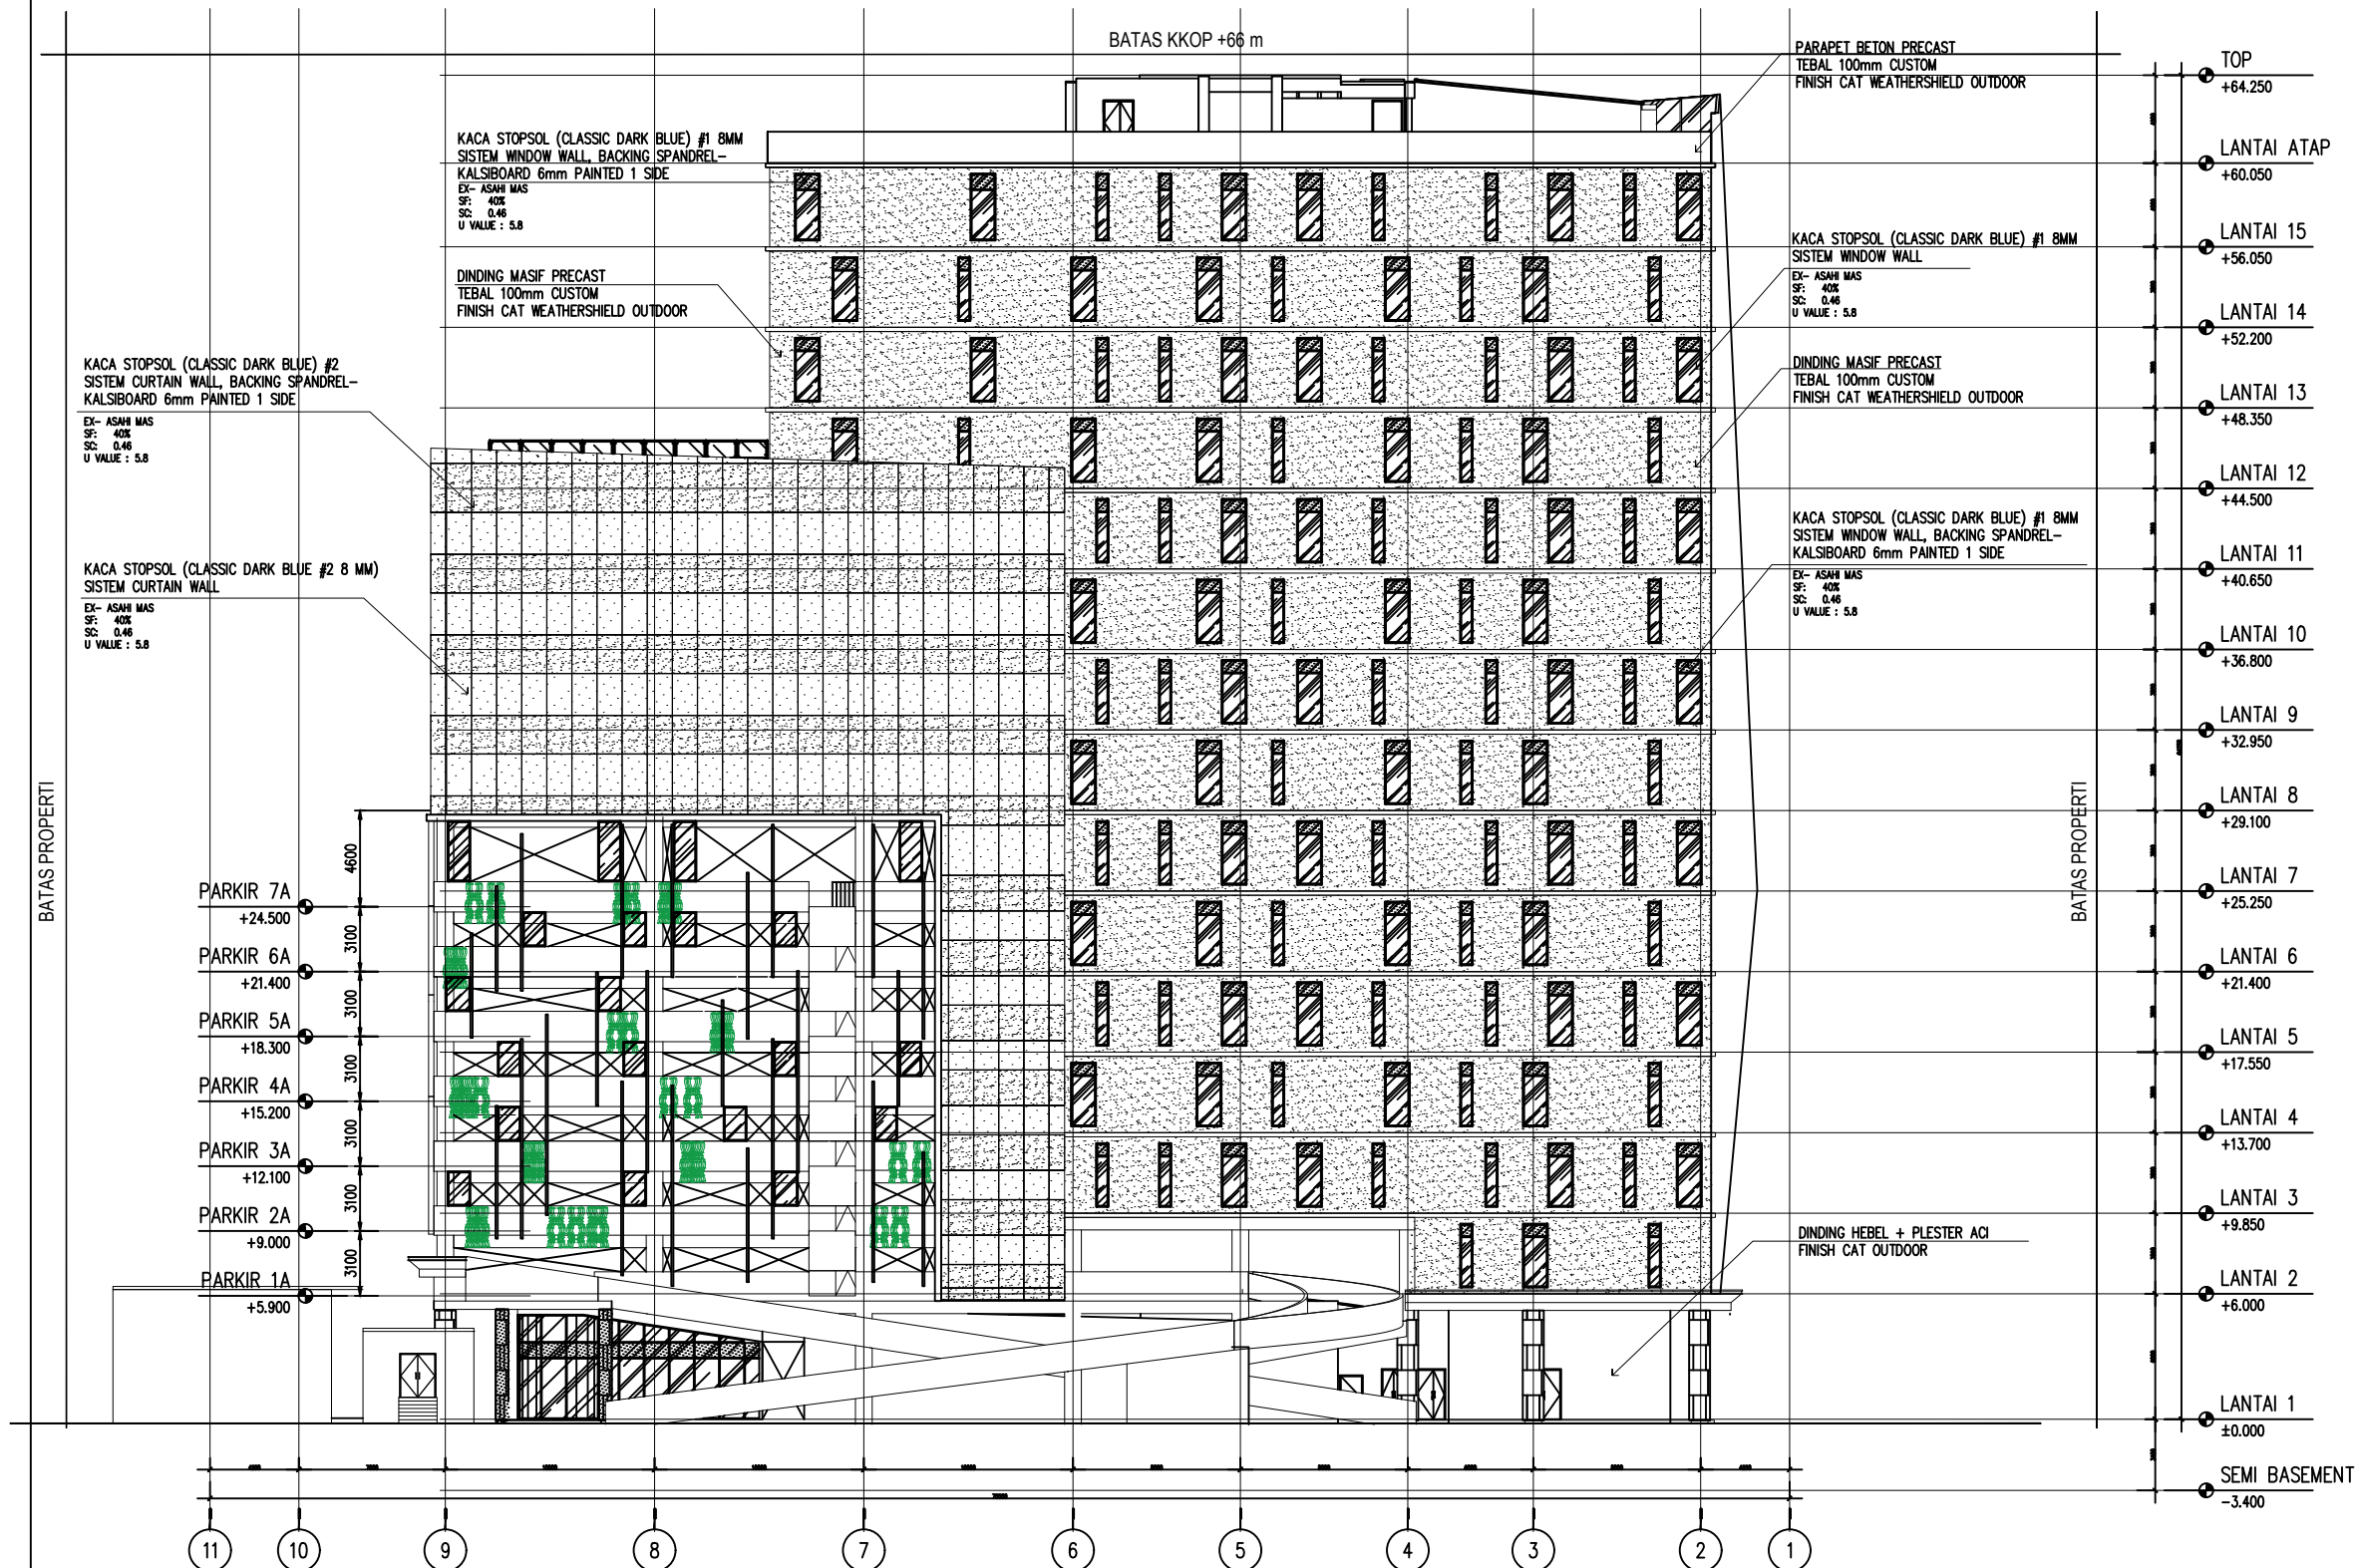 BATAS KKOP +66 m
PARAPET BETON PRECAST
TEBAL 100mm CUSTOM
FINISH CAT WEATHERSHIELD OUTDOOR
KACA STOPSOL (CLASSIC DARK BLUE) #1 8MM
SISTEM WINDOW WALL, BACKING SPANDREL-
KALSIBOARD 6mm PAINTED 1 SIDE
EX- ASAHI MAS
SF: 40%
SC: 0.46
U VALUE : 5.8
DINDING MASIF PRECAST
TEBAL 100mm CUSTOM
FINISH CAT WEATHERSHIELD OUTDOOR
KACA STOPSOL (CLASSIC DARK BLUE) #2
SISTEM CURTAIN WALL, BACKING SPANDREL-
KALSIBOARD 6mm PAINTED 1 SIDE
EX- ASAHI MAS
SF: 40%
SC: 0.46
U VALUE : 5.8
KACA STOPSOL (CLASSIC DARK BLUE #2 8 MM)
SISTEM CURTAIN WALL
EX- ASAHI MAS
SF: 40%
SC: 0.46
U VALUE : 5.8
KACA STOPSOL (CLASSIC DARK BLUE) #1 8MM
SISTEM WINDOW WALL
EX- ASAHI MAS
SF: 40%
SC: 0.46
U VALUE : 5.8
DINDING MASIF PRECAST
TEBAL 100mm CUSTOM
FINISH CAT WEATHERSHIELD OUTDOOR
KACA STOPSOL (CLASSIC DARK BLUE) #1 8MM
SISTEM WINDOW WALL, BACKING SPANDREL-
KALSIBOARD 6mm PAINTED 1 SIDE
EX- ASAHI MAS
SF: 40%
SC: 0.46
U VALUE : 5.8
DINDING HEBEL + PLESTER ACI
FINISH CAT OUTDOOR
BATAS PROPERTI
BATAS PROPERTI
PARKIR 7A
+24.500
PARKIR 6A
+21.400
PARKIR 5A
+18.300
PARKIR 4A
+15.200
PARKIR 3A
+12.100
PARKIR 2A
+9.000
PARKIR 1A
+5.900
4600
3100
3100
3100
3100
3100
3100
TOP
+64.250
LANTAI ATAP
+60.050
LANTAI 15
+56.050
LANTAI 14
+52.200
LANTAI 13
+48.350
LANTAI 12
+44.500
LANTAI 11
+40.650
LANTAI 10
+36.800
LANTAI 9
+32.950
LANTAI 8
+29.100
LANTAI 7
+25.250
LANTAI 6
+21.400
LANTAI 5
+17.550
LANTAI 4
+13.700
LANTAI 3
+9.850
LANTAI 2
+6.000
LANTAI 1
±0.000
SEMI BASEMENT
-3.400
11 10 9 8 7 6 5 4 3 2 1